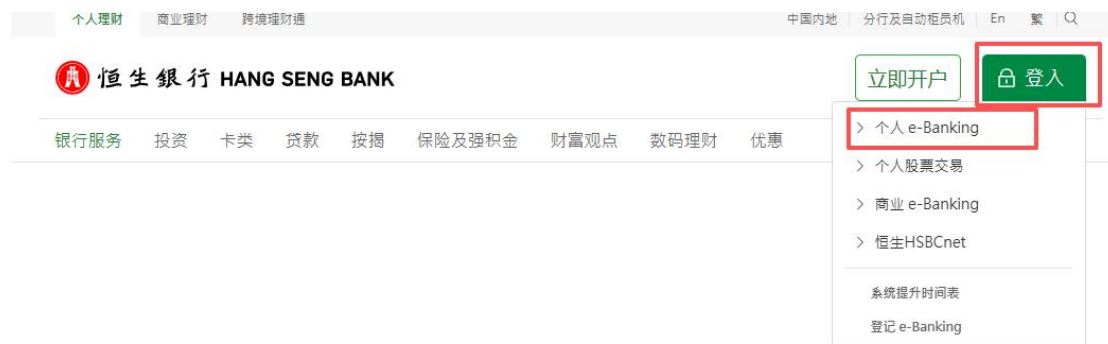 个人理财 商业理财 跨境理财通 中国内地 分行及自动柜员机 En 繁
恒生銀行 HANG SENG BANK 立即开户 登入
银行服务 投资 卡类 贷款 按揭 保险及强积金 财富观点 数码理财 优惠
个人 e-Banking
个人股票交易
商业 e-Banking
恒生HSBCnet
系统提升时间表
登记 e-Banking